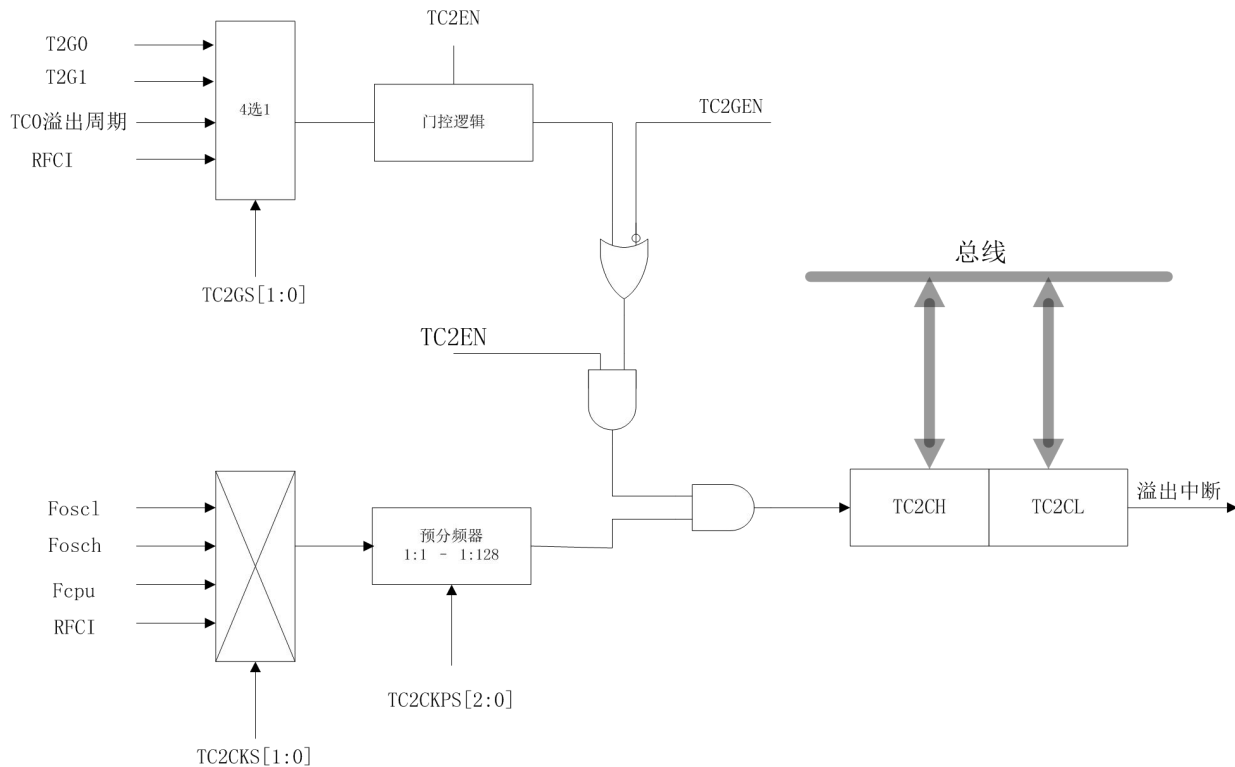 TC2EN
T2G0
T2G1
TC0溢出周期
RFCI
4选1
门控逻辑
TC2GEN
TC2GS[1:0]
总线
TC2EN
Foscl
Fosch
Fcpu
RFCI
预分频器
1:1 - 1:128
TC2CH
TC2CL
溢出中断
TC2CKPS[2:0]
TC2CKS[1:0]